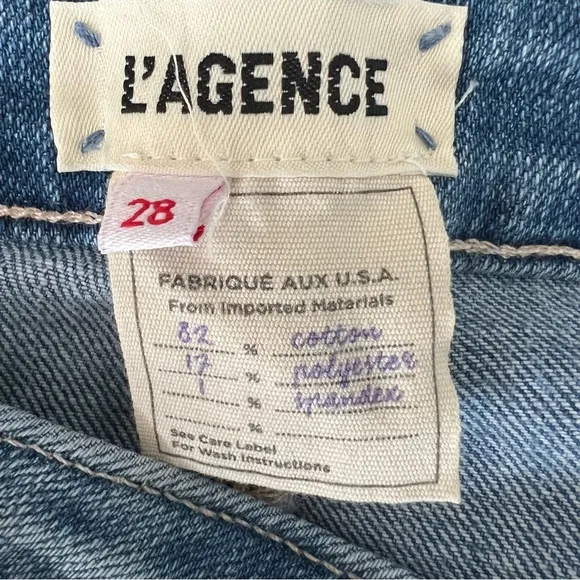 L'AGENCE
28
FABRIQUÉ AUX U.S.A.
From Imported Materials
82 % cotton
17 % polyester
1 % spandex
%
See Care Label
For Wash Instructions